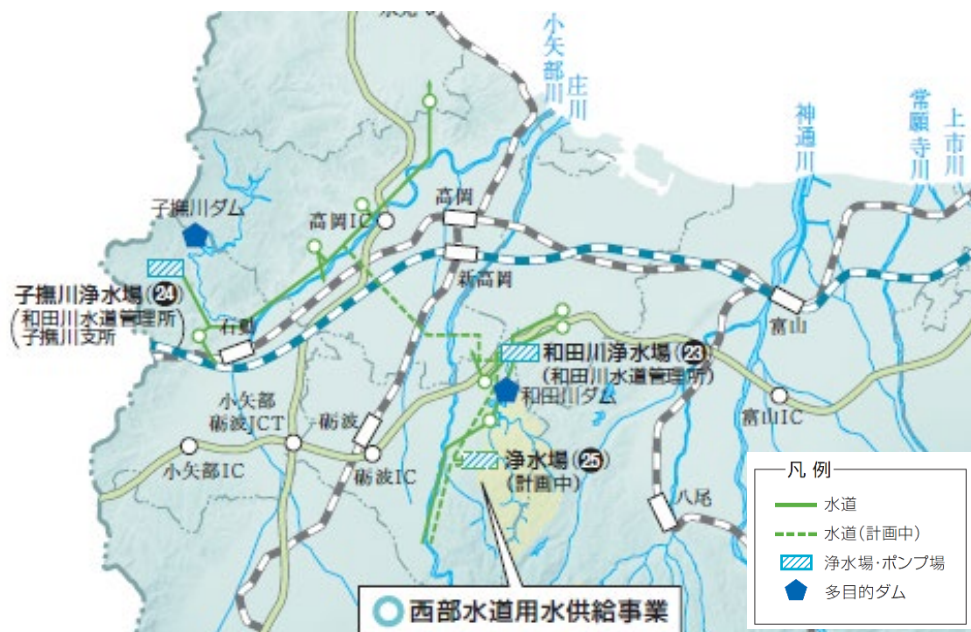 小矢部川
庄川
神通川
常願寺川
上市川
子撫川ダム
高岡IC
高岡
新高岡
子撫川浄水場(24)
(和田川水道管理所)
子撫川支所
石動
富山
和田川浄水場(23)
(和田川水道管理所)
和田川ダム
小矢部
砺波JCT
砺波
富山IC
小矢部IC
砺波IC
浄水場(25)
(計画中)
八尾
西部水道用水供給事業
凡例
水道
水道(計画中)
浄水場・ポンプ場
多目的ダム